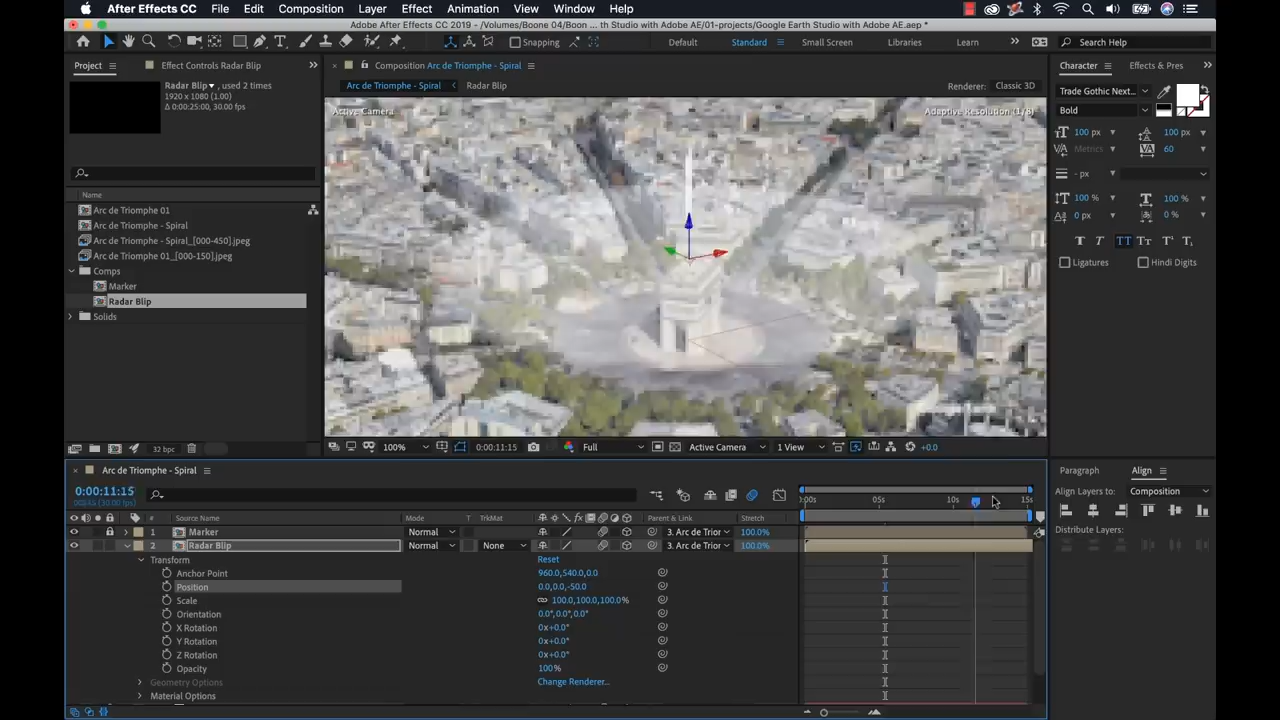 After Effects CC File Edit Composition Layer Effect Animation View Window Help
Adobe After Effects CC 2019 - /Volumes/Boone 04/Boon ... th Studio with Adobe AE/01-projects/Google Earth Studio with Adobe AE.aep *
Snapping Default Standard Small Screen Libraries Learn Search Help
Project Effect Controls Radar Blip
Composition Arc de Triomphe - Spiral
Character Effects & Pres
Radar Blip , used 2 times
1920 x 1080 (1.00)
Δ 0:00:25:00, 30.00 fps
Arc de Triomphe - Spiral Radar Blip
Renderer: Classic 3D
Active Camera
Adaptive Resolution (1/8)
Trade Gothic Next...
Bold
100 px 100 px
Metrics 60
- px
100 % 100 %
0 px 0 %
Ligatures Hindi Digits
Name
Arc de Triomphe 01
Arc de Triomphe - Spiral
Arc de Triomphe - Spiral_[000-450].jpeg
Arc de Triomphe 01_[000-150].jpeg
Comps
Marker
Radar Blip
Solids
32 bpc
100% 0:00:11:15 Full Active Camera 1 View +0.0
Arc de Triomphe - Spiral
0:00:11:15
:00s 05s 10s 15s
# Source Name Mode T TrkMat Parent & Link Stretch
1 Marker Normal 3. Arc de Trior 100.0%
2 Radar Blip Normal None 3. Arc de Trior 100.0%
Transform Reset
Anchor Point 960.0,540.0,0.0
Position 0.0,0.0,-50.0
Scale 100.0,100.0,100.0%
Orientation 0.0°,0.0°,0.0°
X Rotation 0x+0.0°
Y Rotation 0x+0.0°
Z Rotation 0x+0.0°
Opacity 100%
Geometry Options Change Renderer...
Material Options
Paragraph Align
Align Layers to: Composition
Distribute Layers: